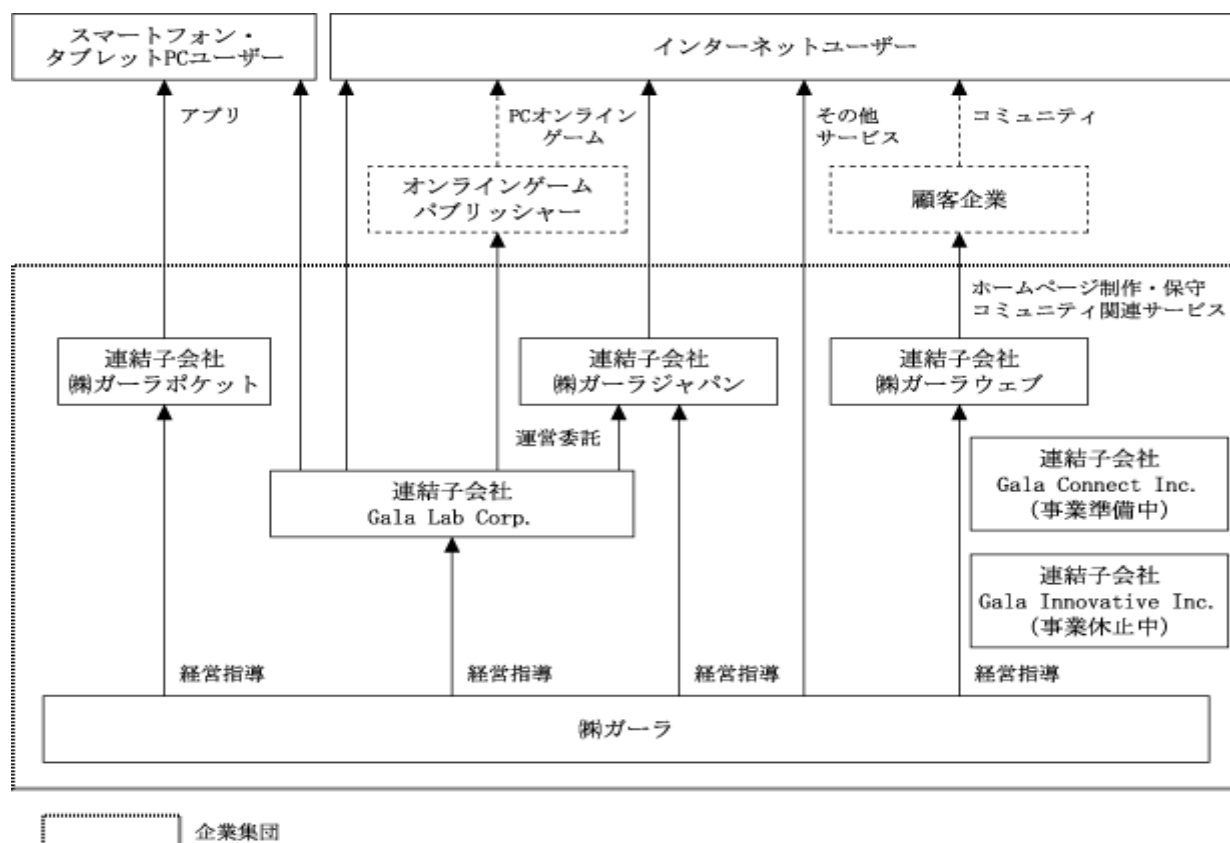 スマートフォン・
タブレットPCユーザー
インターネットユーザー
アプリ
PCオンライン
ゲーム
その他
サービス
コミュニティ
オンラインゲーム
パブリッシャー
顧客企業
ホームページ制作・保守
コミュニティ関連サービス
連結子会社
㈱ガーラポケット
連結子会社
㈱ガーラジャパン
連結子会社
㈱ガーラウェブ
運営委託
連結子会社
Gala Lab Corp.
連結子会社
Gala Connect Inc.
(事業準備中)
連結子会社
Gala Innovative Inc.
(事業休止中)
経営指導
経営指導
経営指導
経営指導
㈱ガーラ
企業集団